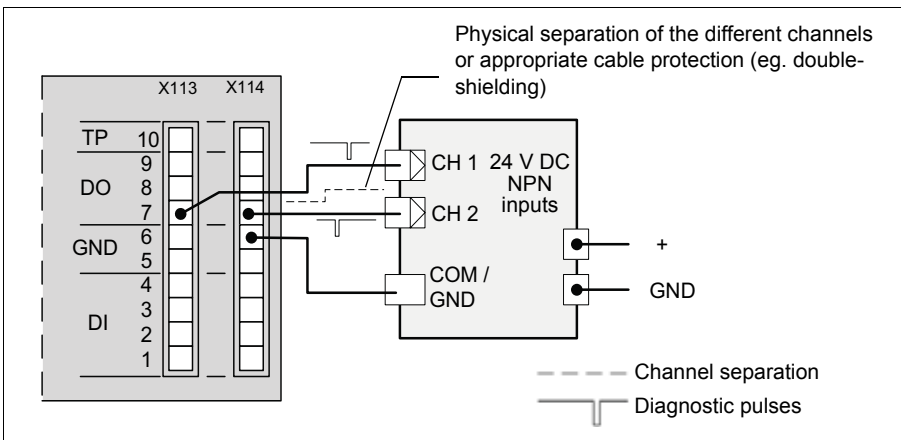 Physical separation of the different channels
or appropriate cable protection (eg. double-
shielding)
X113 X114
TP 10
9
DO 8
7
GND 6
5
4
DI 3
2
1
CH 1 24 V DC
NPN
inputs
CH 2
COM /
GND
+
GND
Channel separation
Diagnostic pulses